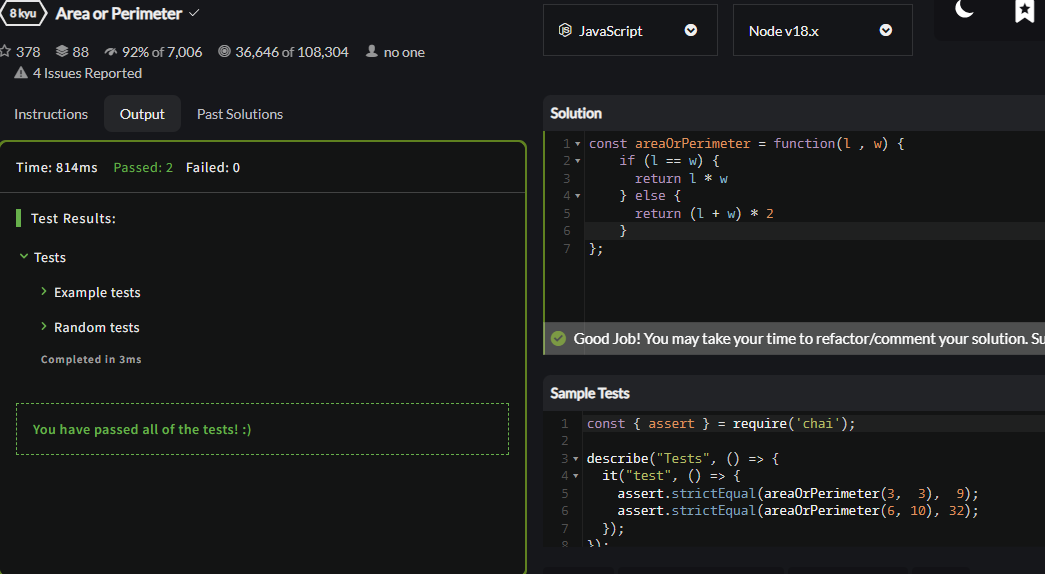 8 kyu Area or Perimeter
378 88 92% of 7,006 36,646 of 108,304 no one
4 Issues Reported
Instructions Output Past Solutions
Time: 814ms Passed: 2 Failed: 0
Test Results:
Tests
Example tests
Random tests
Completed in 3ms
You have passed all of the tests! :)
JavaScript
Node v18.x
Solution
1 const areaOrPerimeter = function(l , w) {
2 if (l == w) {
3 return l * w
4 } else {
5 return (l + w) * 2
6 }
7 };
Good Job! You may take your time to refactor/comment your solution. Su
Sample Tests
1 const { assert } = require('chai');
2
3 describe("Tests", () => {
4 it("test", () => {
5 assert.strictEqual(areaOrPerimeter(3, 3), 9);
6 assert.strictEqual(areaOrPerimeter(6, 10), 32);
7 });
8 });